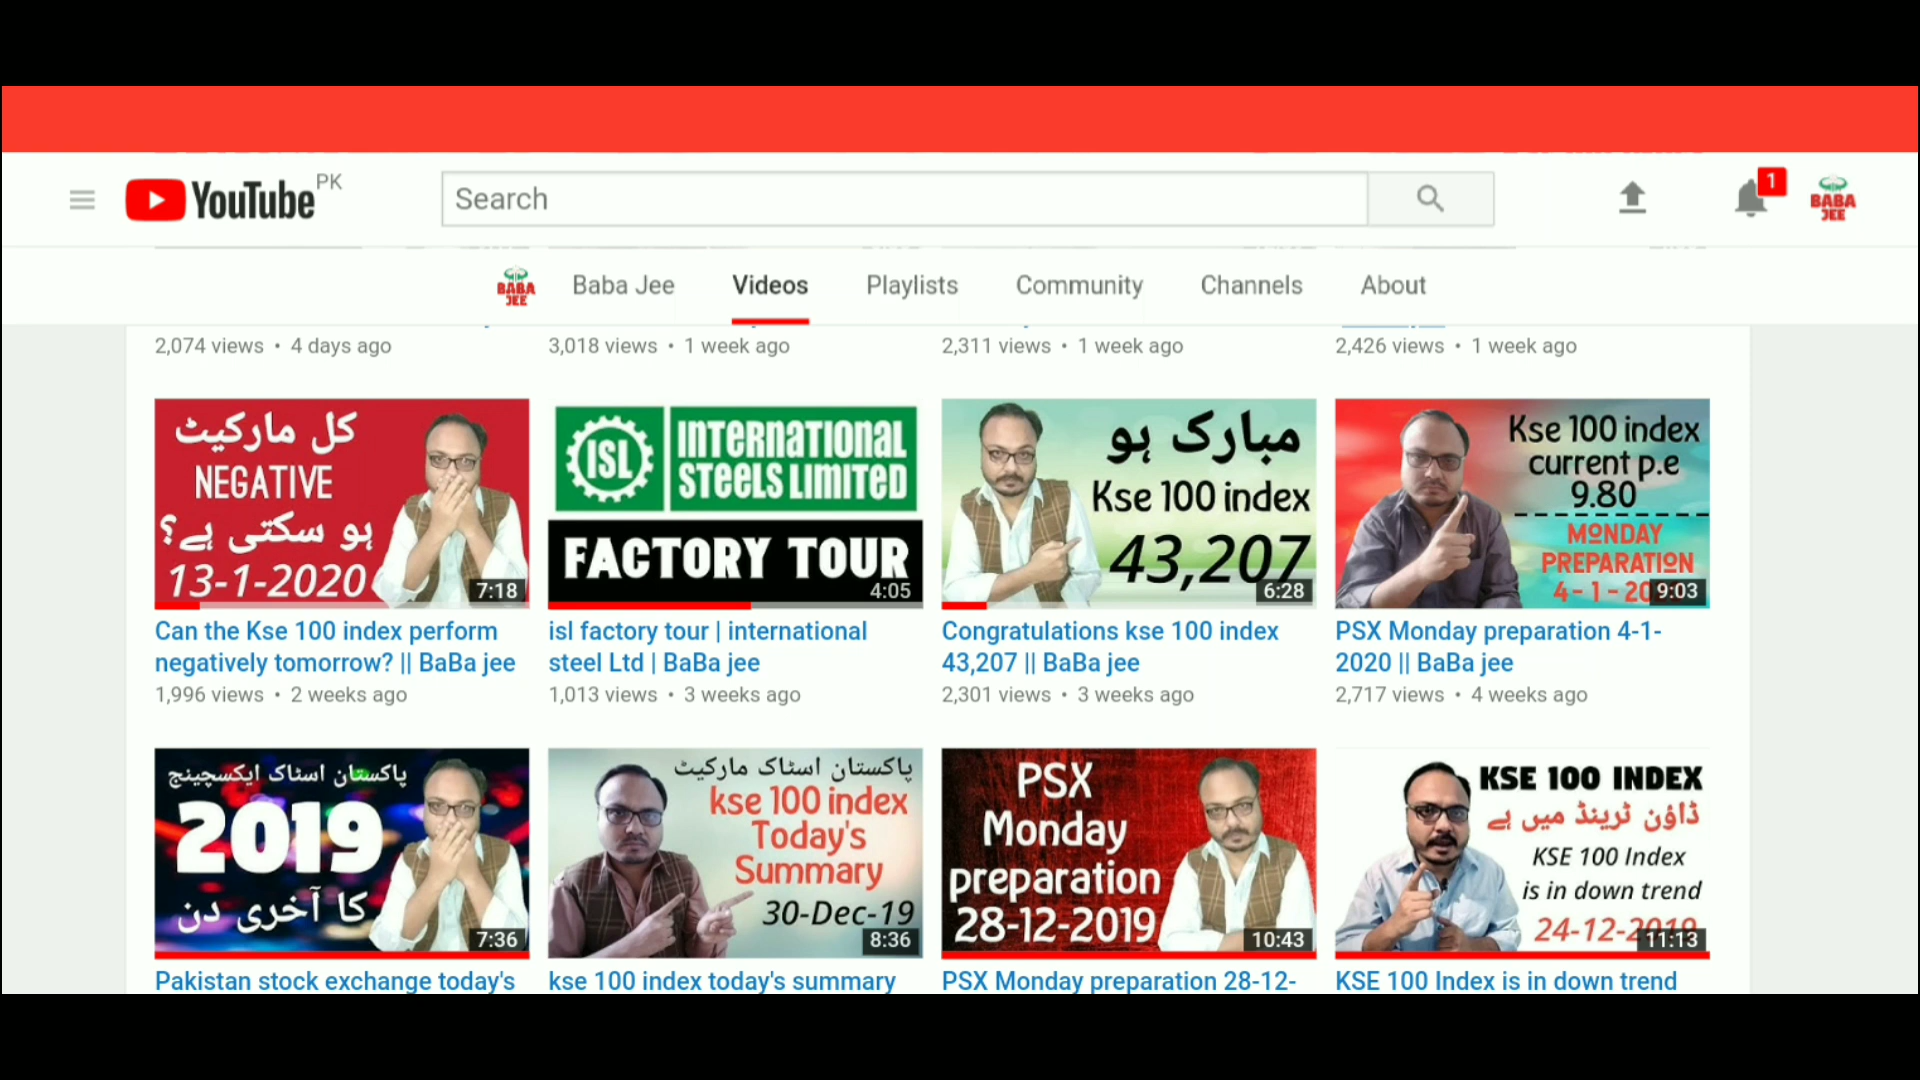 YouTube PK
Search
1
BABA
JEE
BABA
JEE
Baba Jee
Videos
Playlists
Community
Channels
About
2,074 views • 4 days ago
3,018 views • 1 week ago
2,311 views • 1 week ago
2,426 views • 1 week ago
کل مارکیٹ
NEGATIVE
ہو سکتی ہے؟
13-1-2020
7:18
Can the Kse 100 index perform
negatively tomorrow? || BaBa jee
1,996 views • 2 weeks ago
ISL
INTERNATIONAL
STEELS LIMITED
FACTORY TOUR
4:05
isl factory tour | international
steel Ltd | BaBa jee
1,013 views • 3 weeks ago
مبارک ہو
Kse 100 index
43,207
6:28
Congratulations kse 100 index
43,207 || BaBa jee
2,301 views • 3 weeks ago
Kse 100 index
current p.e
9.80
MONDAY
PREPARATION
4-1-20
9:03
PSX Monday preparation 4-1-
2020 || BaBa jee
2,717 views • 4 weeks ago
پاکستان اسٹاک ایکسچینج
2019
کا آخری دن
7:36
Pakistan stock exchange today's
پاکستان اسٹاک مارکیٹ
kse 100 index
Today's
Summary
30-Dec-19
8:36
kse 100 index today's summary
PSX
Monday
preparation
28-12-2019
10:43
PSX Monday preparation 28-12-
KSE 100 INDEX
ڈاؤن ٹرینڈ میں ہے
KSE 100 Index
is in down trend
24-12-2019
11:13
KSE 100 Index is in down trend